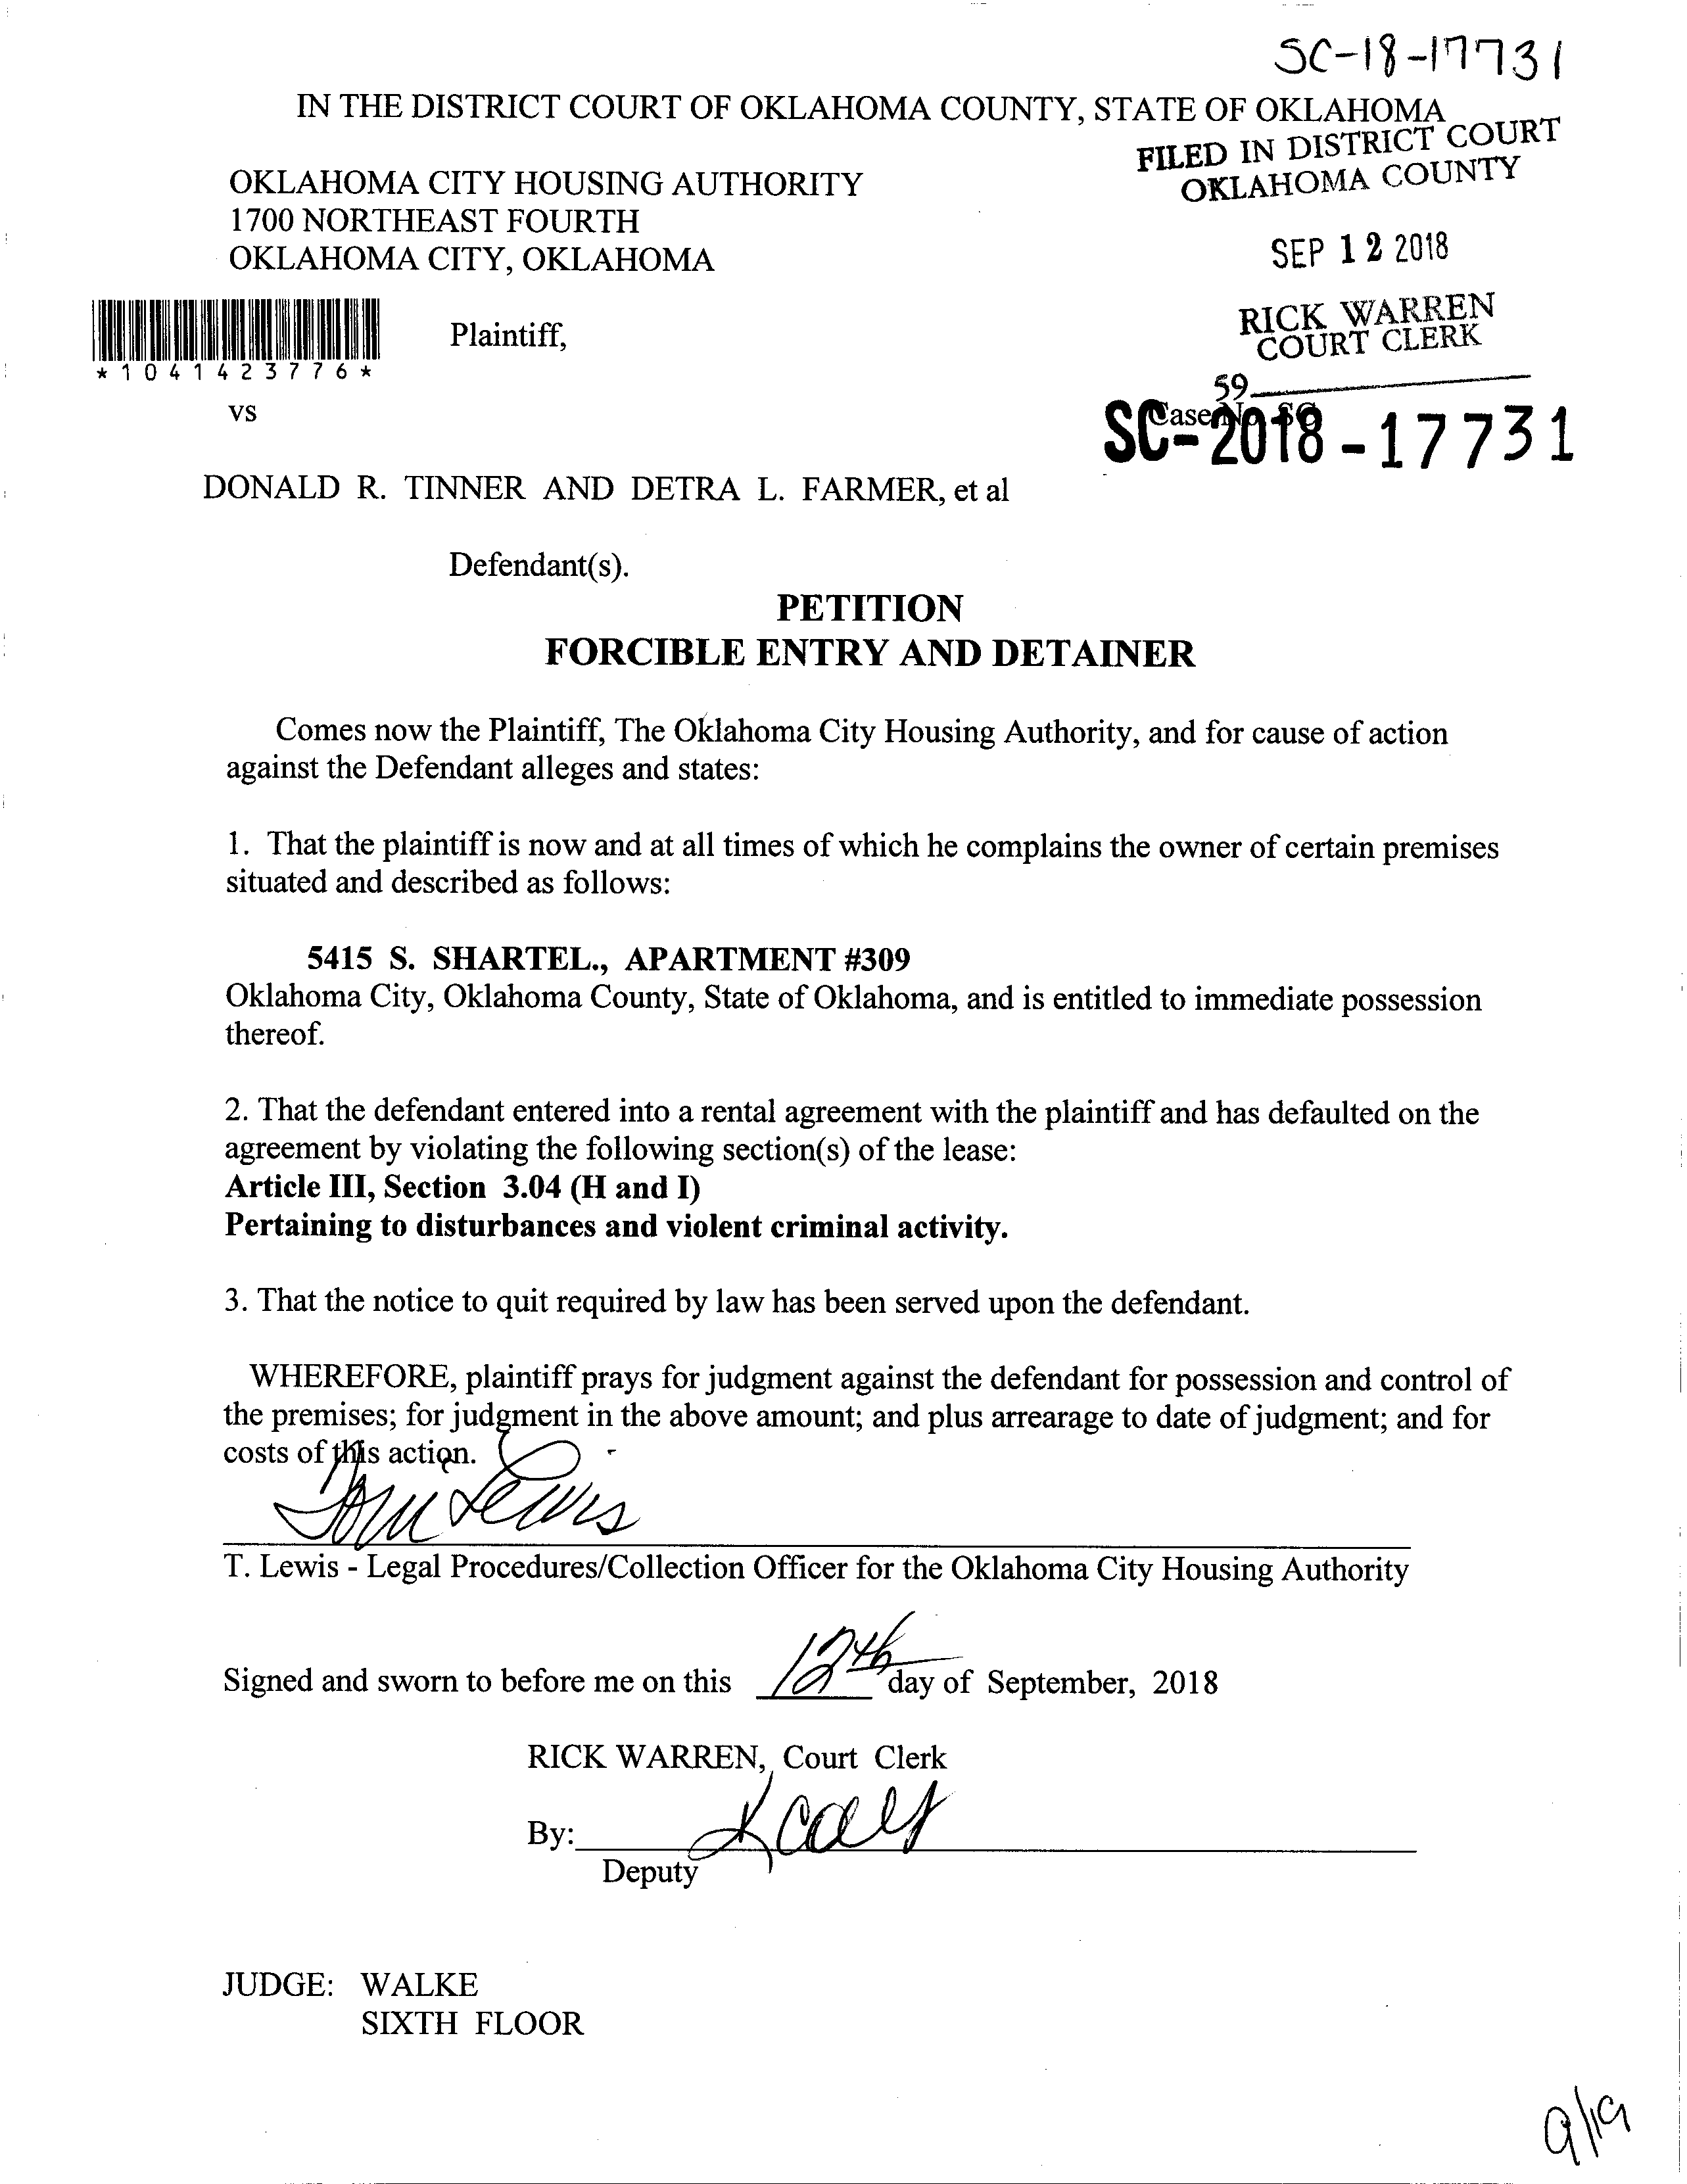 SC-18-17731
IN THE DISTRICT COURT OF OKLAHOMA COUNTY, STATE OF OKLAHOMA
FILED IN DISTRICT COURT
OKLAHOMA COUNTY
OKLAHOMA CITY HOUSING AUTHORITY
1700 NORTHEAST FOURTH
OKLAHOMA CITY, OKLAHOMA
SEP 12 2018
RICK WARREN
COURT CLERK
Plaintiff,
*1041423776*
59
vs
Case No. SC
SC-2018-17731
DONALD R. TINNER AND DETRA L. FARMER, et al
Defendant(s).
PETITION
FORCIBLE ENTRY AND DETAINER
Comes now the Plaintiff, The Oklahoma City Housing Authority, and for cause of action
against the Defendant alleges and states:
1. That the plaintiff is now and at all times of which he complains the owner of certain premises
situated and described as follows:
5415 S. SHARTEL., APARTMENT #309
Oklahoma City, Oklahoma County, State of Oklahoma, and is entitled to immediate possession
thereof.
2. That the defendant entered into a rental agreement with the plaintiff and has defaulted on the
agreement by violating the following section(s) of the lease:
Article III, Section 3.04 (H and I)
Pertaining to disturbances and violent criminal activity.
3. That the notice to quit required by law has been served upon the defendant.
WHEREFORE, plaintiff prays for judgment against the defendant for possession and control of
the premises; for judgment in the above amount; and plus arrearage to date of judgment; and for
costs of this action.
Tom Lewis
T. Lewis - Legal Procedures/Collection Officer for the Oklahoma City Housing Authority
Signed and sworn to before me on this 12th day of September, 2018
RICK WARREN, Court Clerk
By:
Deputy
JUDGE: WALKE
SIXTH FLOOR
9/19